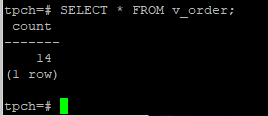 tpch=# SELECT * FROM v_order;
 count
-------
    14
(1 row)
tpch=#